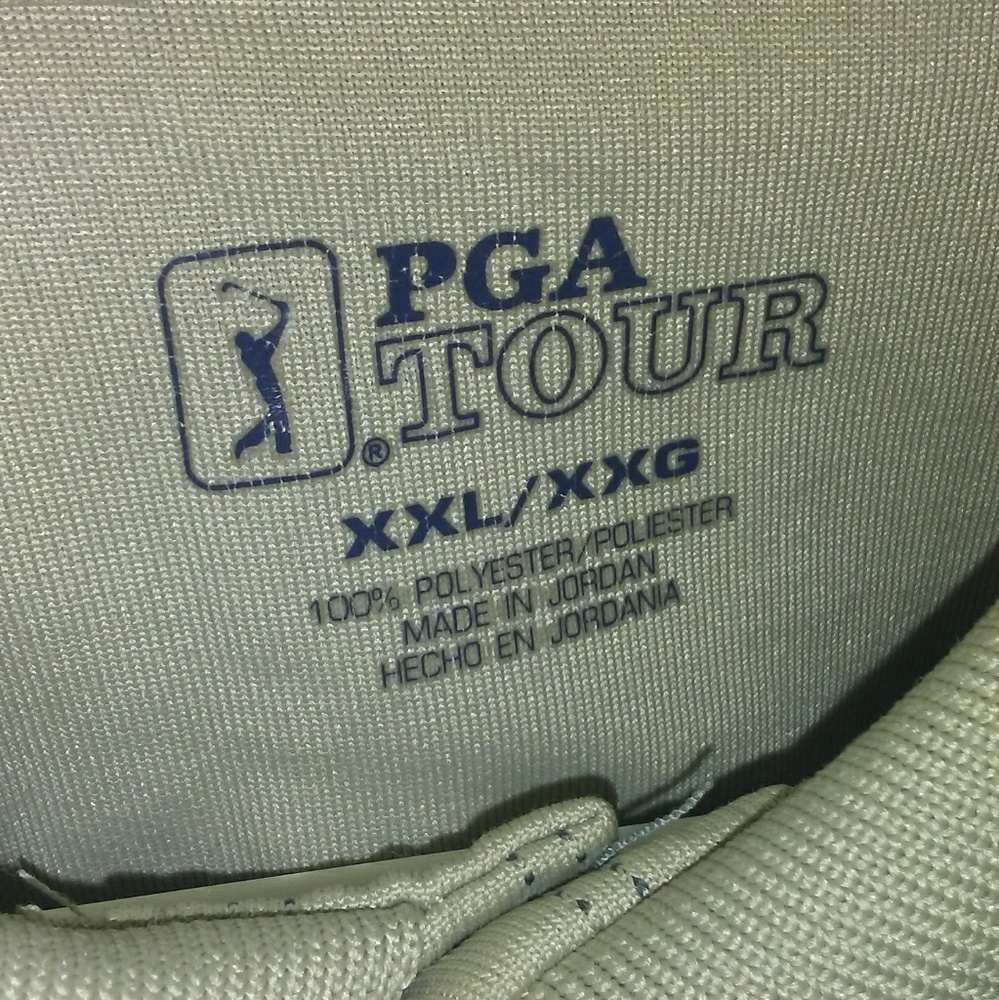 PGA
TOUR
®
XXL/XXG
100% POLYESTER/POLIESTER
MADE IN JORDAN
HECHO EN JORDANIA